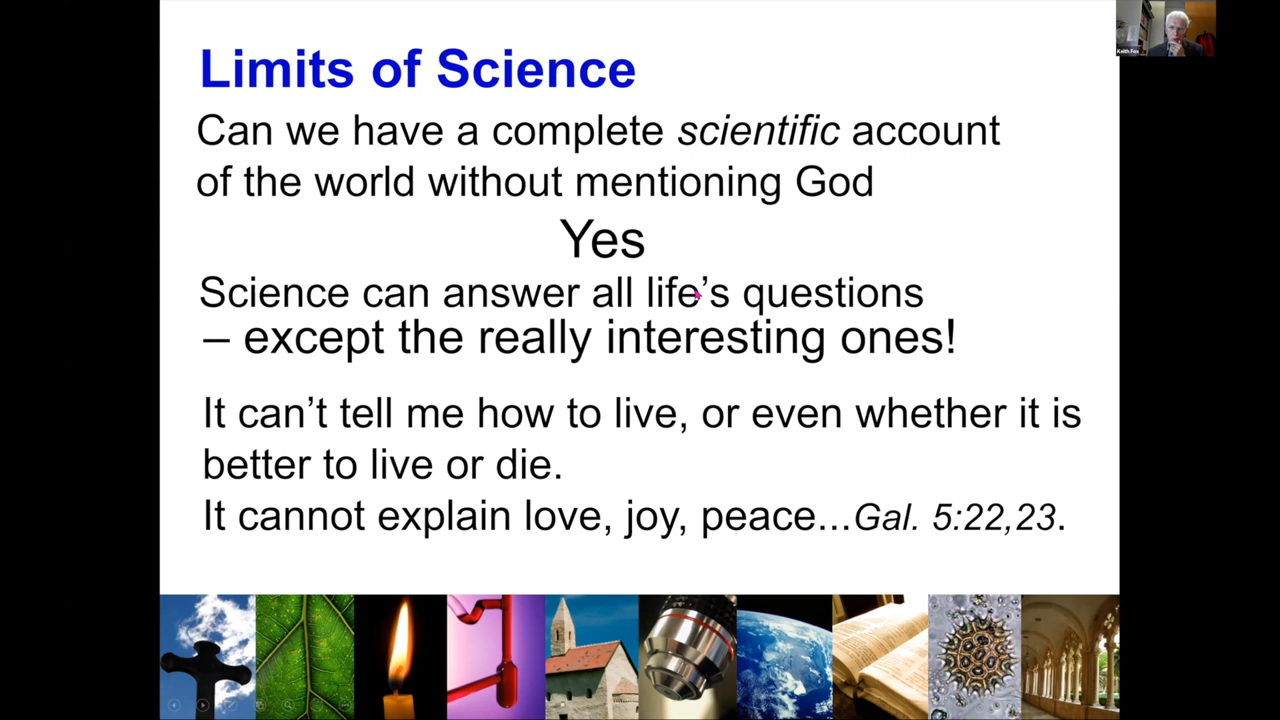 Limits of Science
Can we have a complete scientific account
of the world without mentioning God
Yes
Science can answer all life’s questions
– except the really interesting ones!
It can’t tell me how to live, or even whether it is
better to live or die.
It cannot explain love, joy, peace...Gal. 5:22,23.
Keith Fox